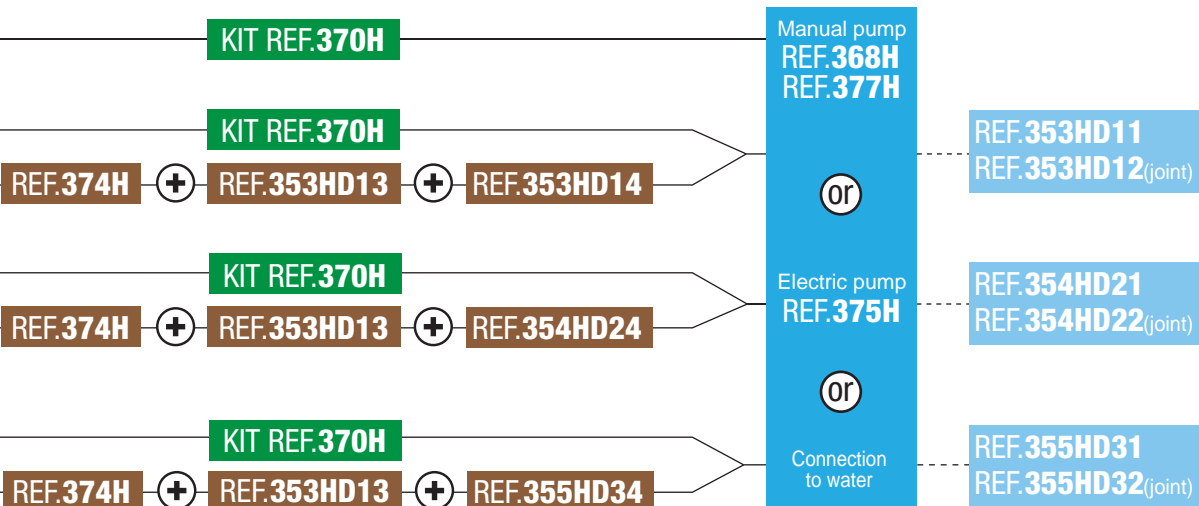 KIT REF.370H
Manual pump
REF.368H
REF.377H
KIT REF.370H
REF.374H + REF.353HD13 + REF.353HD14
REF.353HD11
REF.353HD12(joint)
or
KIT REF.370H
REF.374H + REF.353HD13 + REF.354HD24
Electric pump
REF.375H
REF.354HD21
REF.354HD22(joint)
or
KIT REF.370H
REF.374H + REF.353HD13 + REF.355HD34
Connection
to water
REF.355HD31
REF.355HD32(joint)